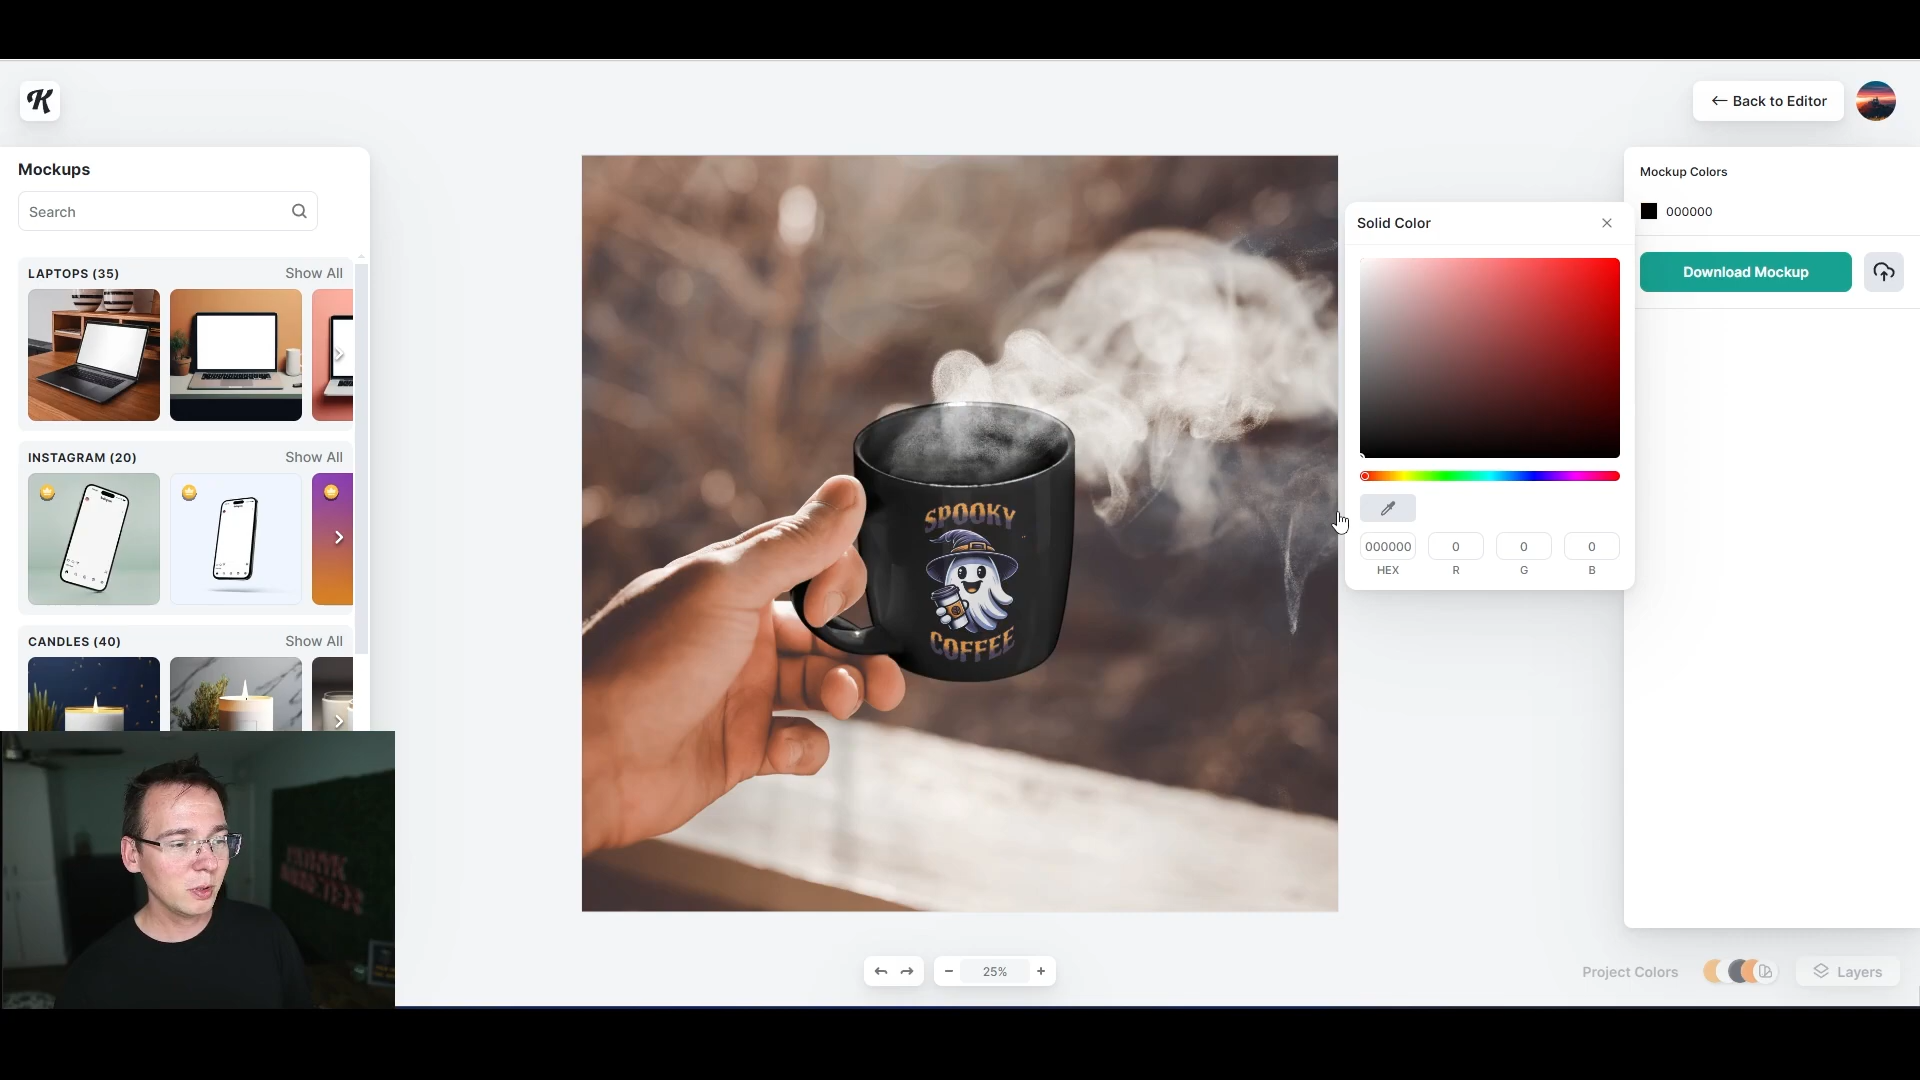 K
← Back to Editor
Mockups
Search
LAPTOPS (35)
Show All
INSTAGRAM (20)
Show All
CANDLES (40)
Show All
SPOOKY
COFFEE
Solid Color
000000
0
0
0
HEX
R
G
B
Mockup Colors
000000
Download Mockup
25%
Project Colors
Layers